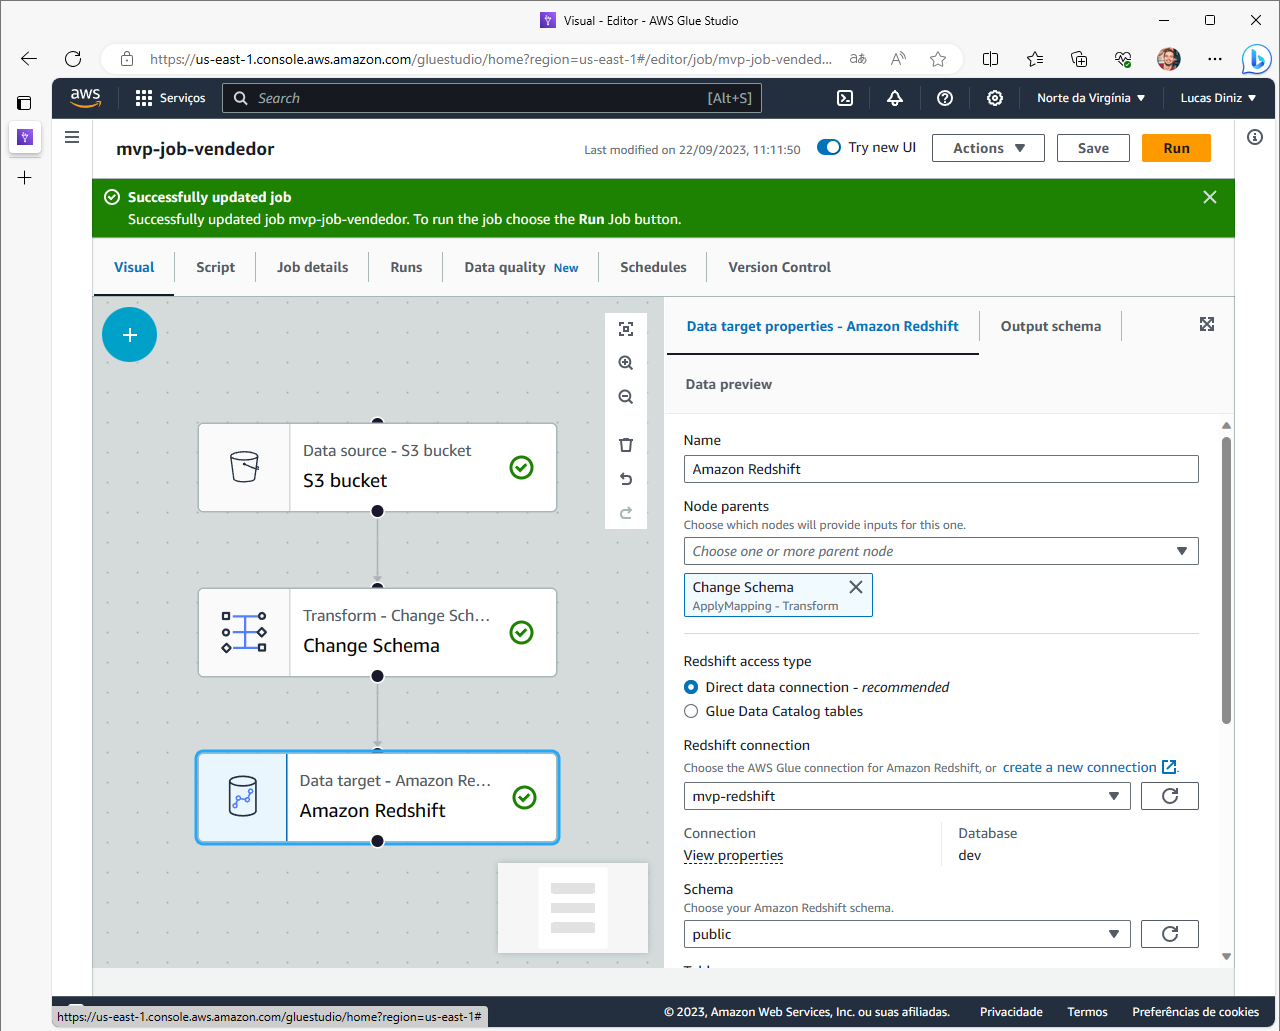 Visual - Editor - AWS Glue Studio
https://us-east-1.console.aws.amazon.com/gluestudio/home?region=us-east-1#/editor/job/mvp-job-vended...
aws
Serviços
Search
[Alt+S]
Norte da Virgínia
Lucas Diniz
mvp-job-vendedor
Last modified on 22/09/2023, 11:11:50
Try new UI
Actions
Save
Run
Successfully updated job
Successfully updated job mvp-job-vendedor. To run the job choose the Run Job button.
Visual
Script
Job details
Runs
Data quality New
Schedules
Version Control
Data source - S3 bucket
S3 bucket
Transform - Change Sch...
Change Schema
Data target - Amazon Re...
Amazon Redshift
Data target properties - Amazon Redshift
Output schema
Data preview
Name
Amazon Redshift
Node parents
Choose which nodes will provide inputs for this one.
Choose one or more parent node
Change Schema
ApplyMapping - Transform
Redshift access type
Direct data connection - recommended
Glue Data Catalog tables
Redshift connection
Choose the AWS Glue connection for Amazon Redshift, or create a new connection.
mvp-redshift
Connection
View properties
Database
dev
Schema
Choose your Amazon Redshift schema.
public
https://us-east-1.console.aws.amazon.com/gluestudio/home?region=us-east-1#
© 2023, Amazon Web Services, Inc. ou suas afiliadas.
Privacidade
Termos
Preferências de cookies